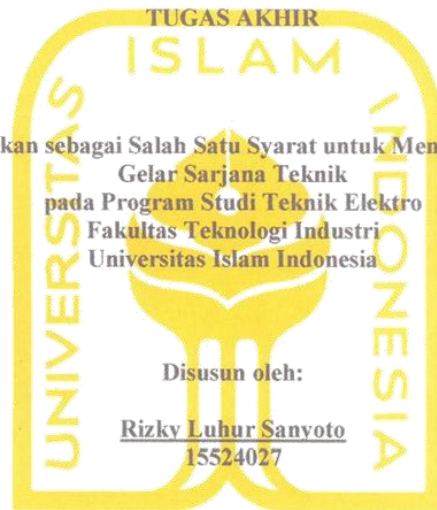 TUGAS AKHIR
ISLAM
UNIVERSITAS
INDONESIA
kan sebagai Salah Satu Syarat untuk Men
Gelar Sarjana Teknik
pada Program Studi Teknik Elektro
Fakultas Teknologi Industri
Universitas Islam Indonesia
Disusun oleh:
Rizky Luhur Sanyoto
15524027